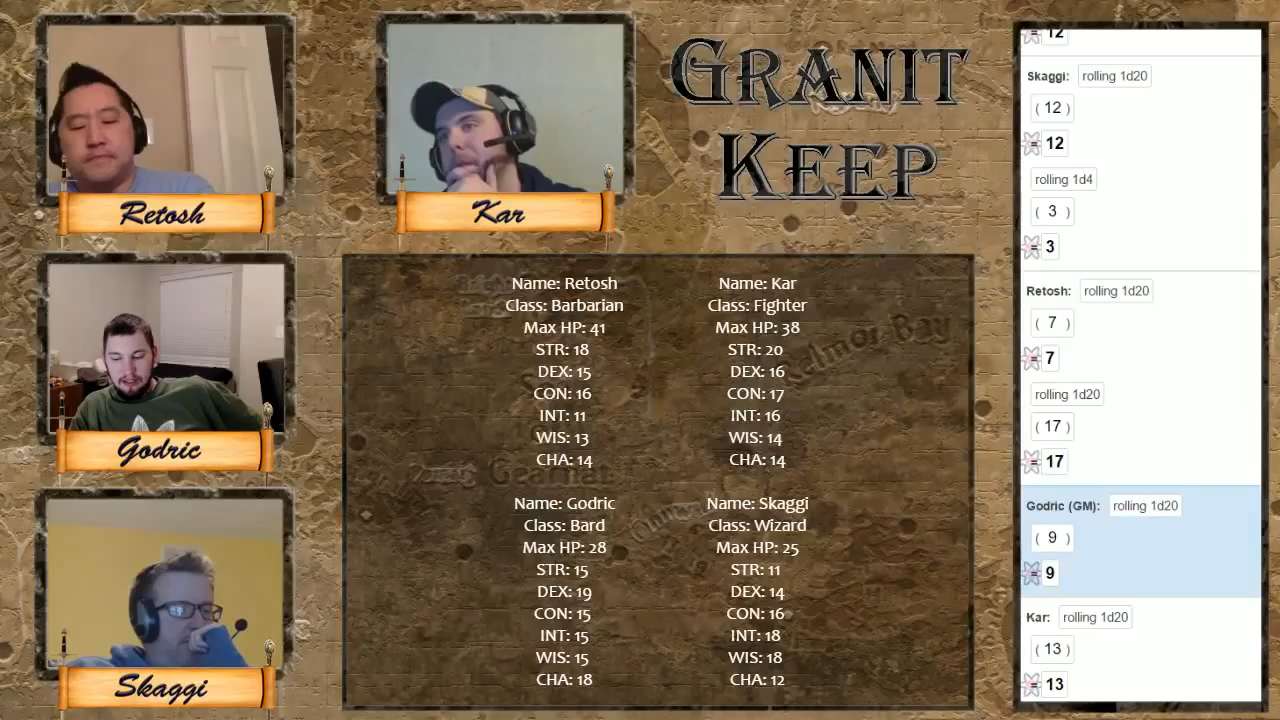 Retosh
Kar
GRANIT
KEEP
Godric
Skaggi
Name: Retosh
Class: Barbarian
Max HP: 41
STR: 18
DEX: 15
CON: 16
INT: 11
WIS: 13
CHA: 14
Name: Kar
Class: Fighter
Max HP: 38
STR: 20
DEX: 16
CON: 17
INT: 16
WIS: 14
CHA: 14
Name: Godric
Class: Bard
Max HP: 28
STR: 15
DEX: 19
CON: 15
INT: 15
WIS: 15
CHA: 18
Name: Skaggi
Class: Wizard
Max HP: 25
STR: 11
DEX: 14
CON: 16
INT: 18
WIS: 18
CHA: 12
= 12
Skaggi: rolling 1d20
( 12 )
= 12
rolling 1d4
( 3 )
= 3
Retosh: rolling 1d20
( 7 )
= 7
rolling 1d20
( 17 )
= 17
Godric (GM): rolling 1d20
( 9 )
= 9
Kar: rolling 1d20
( 13 )
= 13